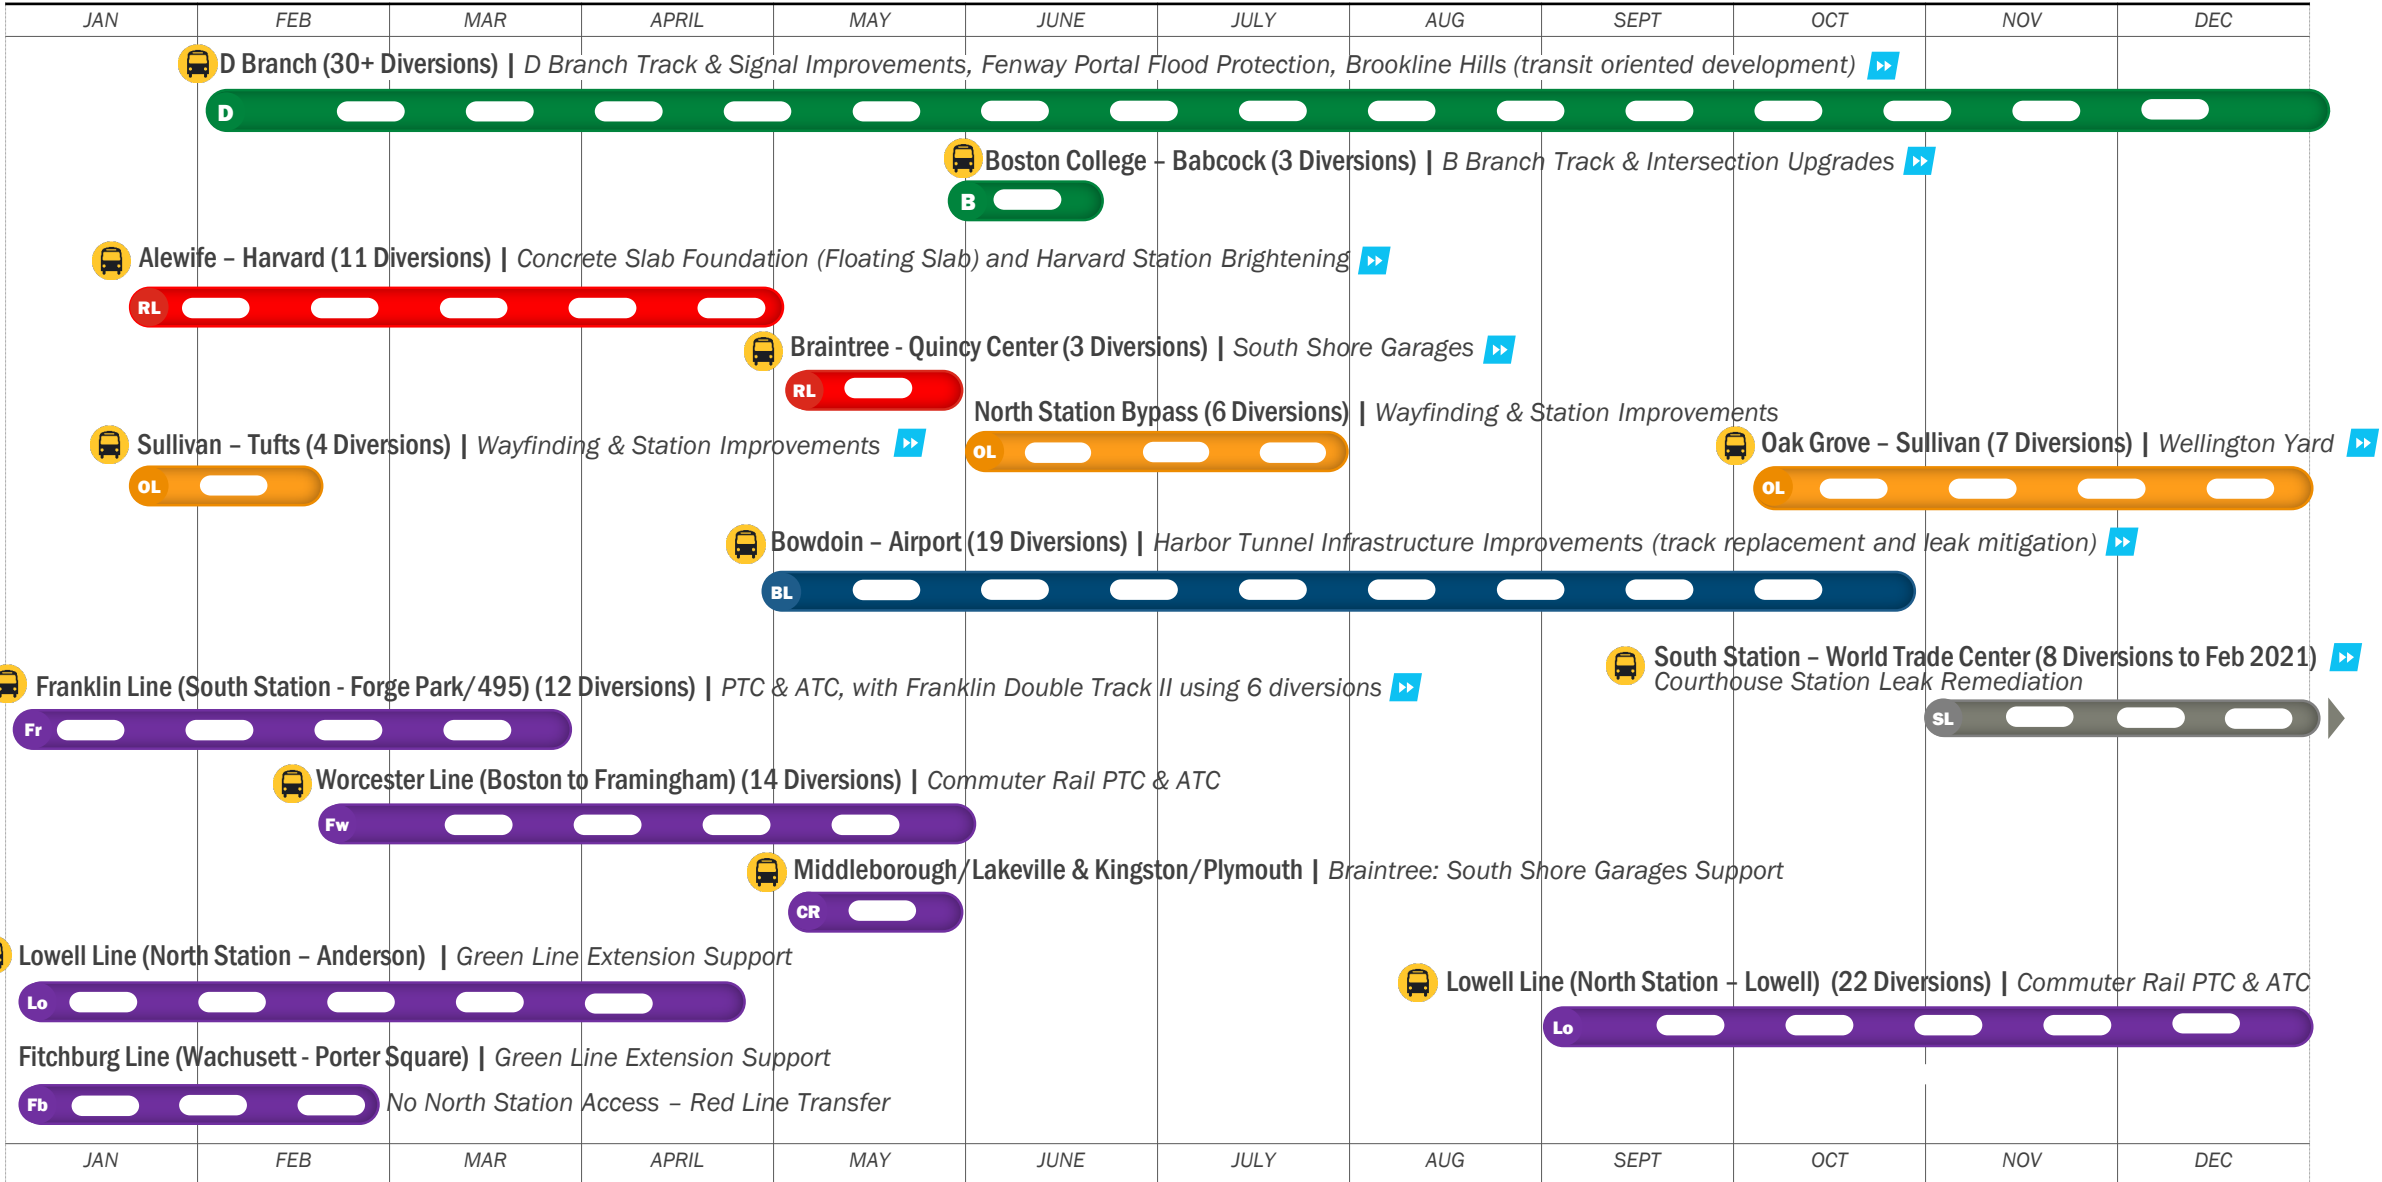 JAN FEB MAR APRIL MAY JUNE JULY AUG SEPT OCT NOV DEC
D Branch (30+ Diversions) | D Branch Track & Signal Improvements, Fenway Portal Flood Protection, Brookline Hills (transit oriented development)
D
Boston College – Babcock (3 Diversions) | B Branch Track & Intersection Upgrades
B
Alewife – Harvard (11 Diversions) | Concrete Slab Foundation (Floating Slab) and Harvard Station Brightening
RL
Braintree - Quincy Center (3 Diversions) | South Shore Garages
RL
North Station Bypass (6 Diversions) | Wayfinding & Station Improvements
OL
Sullivan – Tufts (4 Diversions) | Wayfinding & Station Improvements
OL
Oak Grove – Sullivan (7 Diversions) | Wellington Yard
OL
Bowdoin – Airport (19 Diversions) | Harbor Tunnel Infrastructure Improvements (track replacement and leak mitigation)
BL
South Station – World Trade Center (8 Diversions to Feb 2021)
Courthouse Station Leak Remediation
SL
Franklin Line (South Station - Forge Park/495) (12 Diversions) | PTC & ATC, with Franklin Double Track II using 6 diversions
Fr
Worcester Line (Boston to Framingham) (14 Diversions) | Commuter Rail PTC & ATC
Fw
Middleborough/Lakeville & Kingston/Plymouth | Braintree: South Shore Garages Support
CR
Lowell Line (North Station – Anderson) | Green Line Extension Support
Lo
Lowell Line (North Station – Lowell) (22 Diversions) | Commuter Rail PTC & ATC
Lo
Fitchburg Line (Wachusett - Porter Square) | Green Line Extension Support
Fb
No North Station Access – Red Line Transfer
JAN FEB MAR APRIL MAY JUNE JULY AUG SEPT OCT NOV DEC